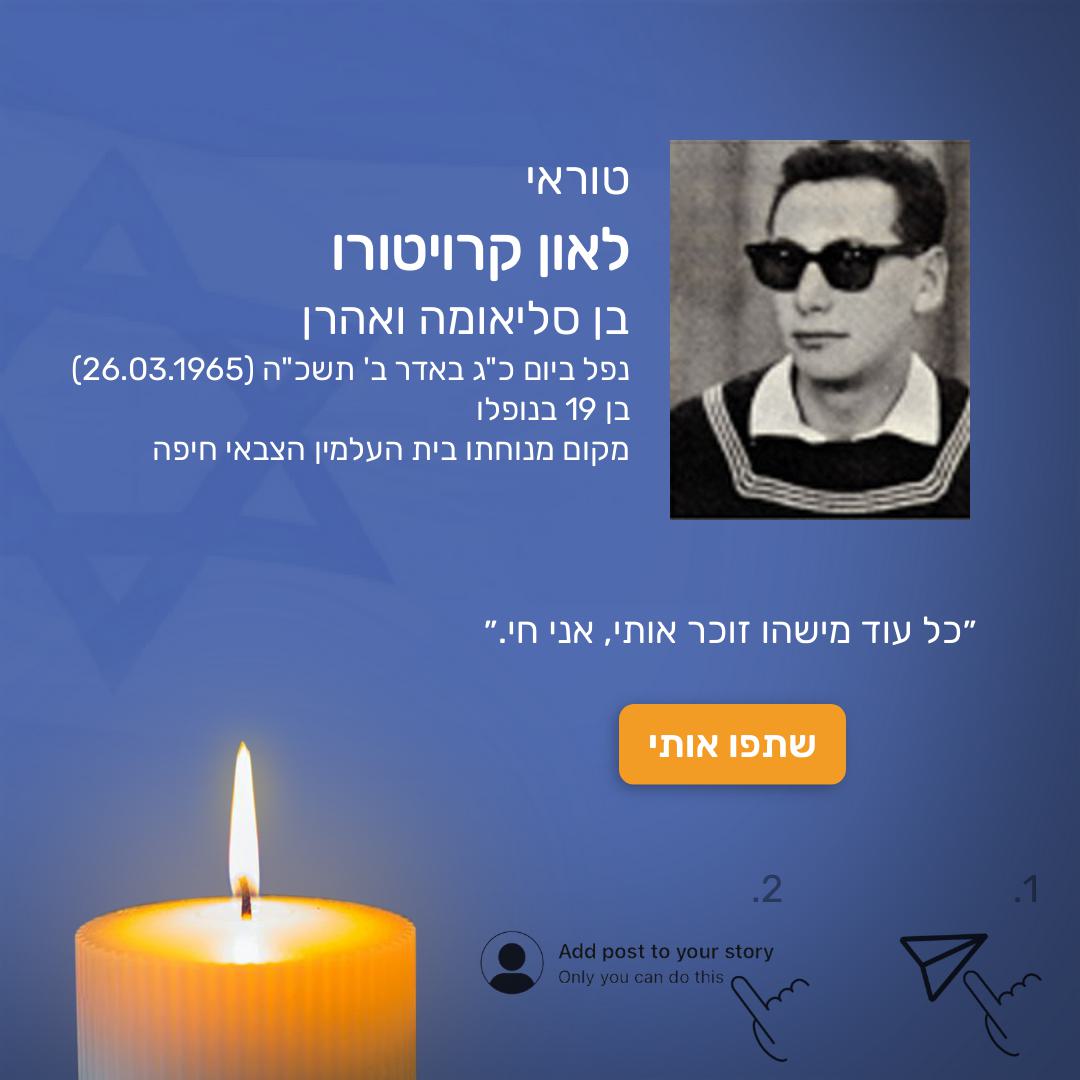 טוראי
לאון קרויטורו
בן סליאומה ואהרן
נפל ביום כ"ג באדר ב' תשכ"ה (26.03.1965)
בן 19 בנופלו
מקום מנוחתו בית העלמין הצבאי חיפה
״כל עוד מישהו זוכר אותי, אני חי.״
שתפו אותי
1.
2.
Add post to your story
Only you can do this